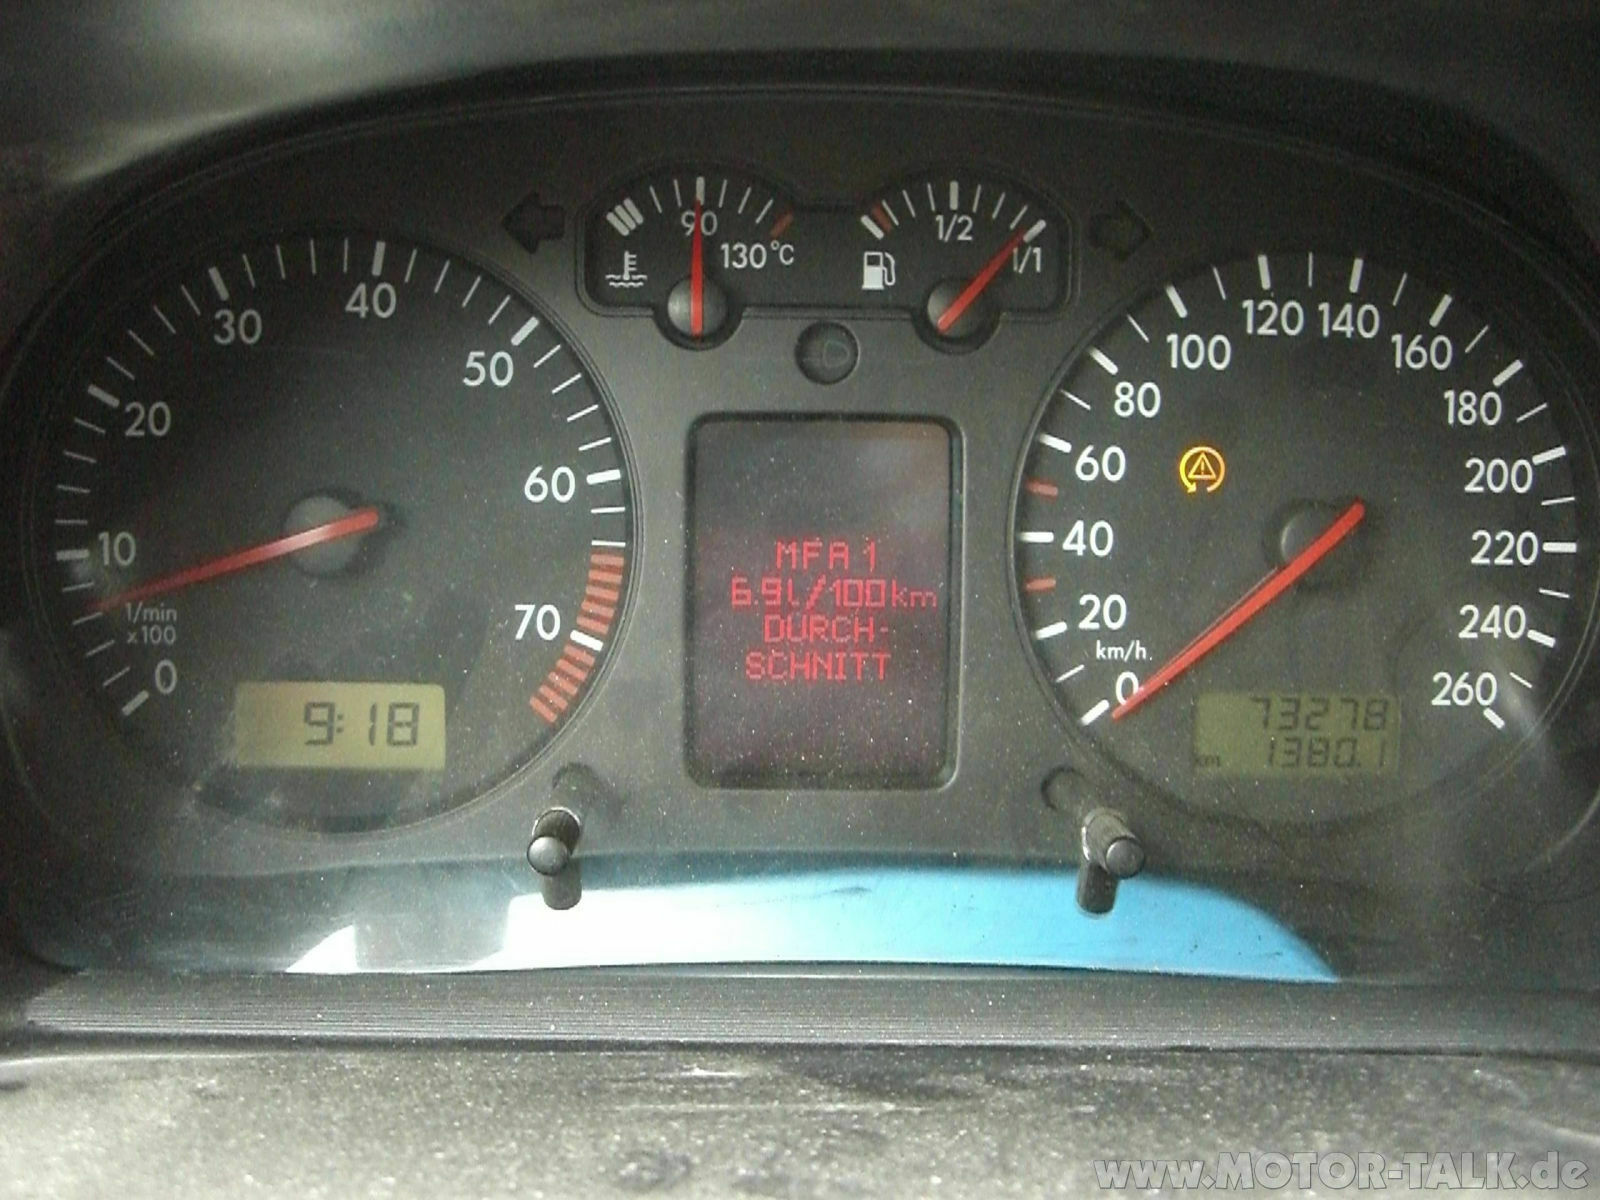 90
130°C
1/2
1/1
0
10
20
30
40
50
60
70
1/min
x100
9:18
MFA 1
6.9l/100km
DURCH-
SCHNITT
0
20
40
60
80
100
120
140
160
180
200
220
240
260
km/h.
73278
km 1380.1
www.MOTOR-TALK.de